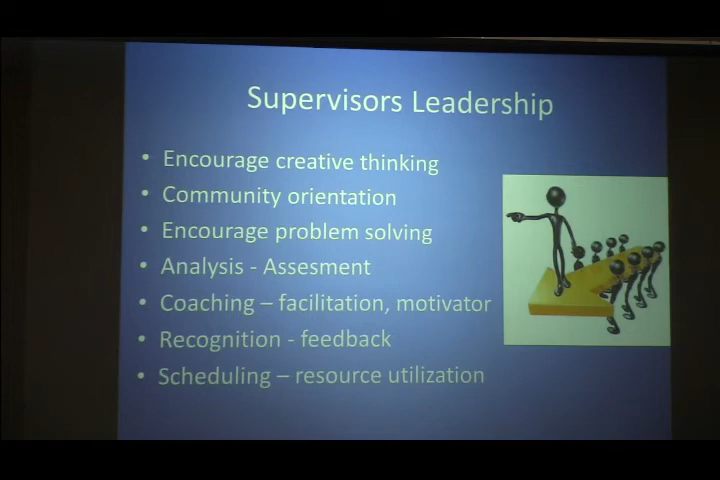 Supervisors Leadership
• Encourage creative thinking
• Community orientation
• Encourage problem solving
• Analysis - Assesment
• Coaching – facilitation, motivator
• Recognition - feedback
• Scheduling – resource utilization